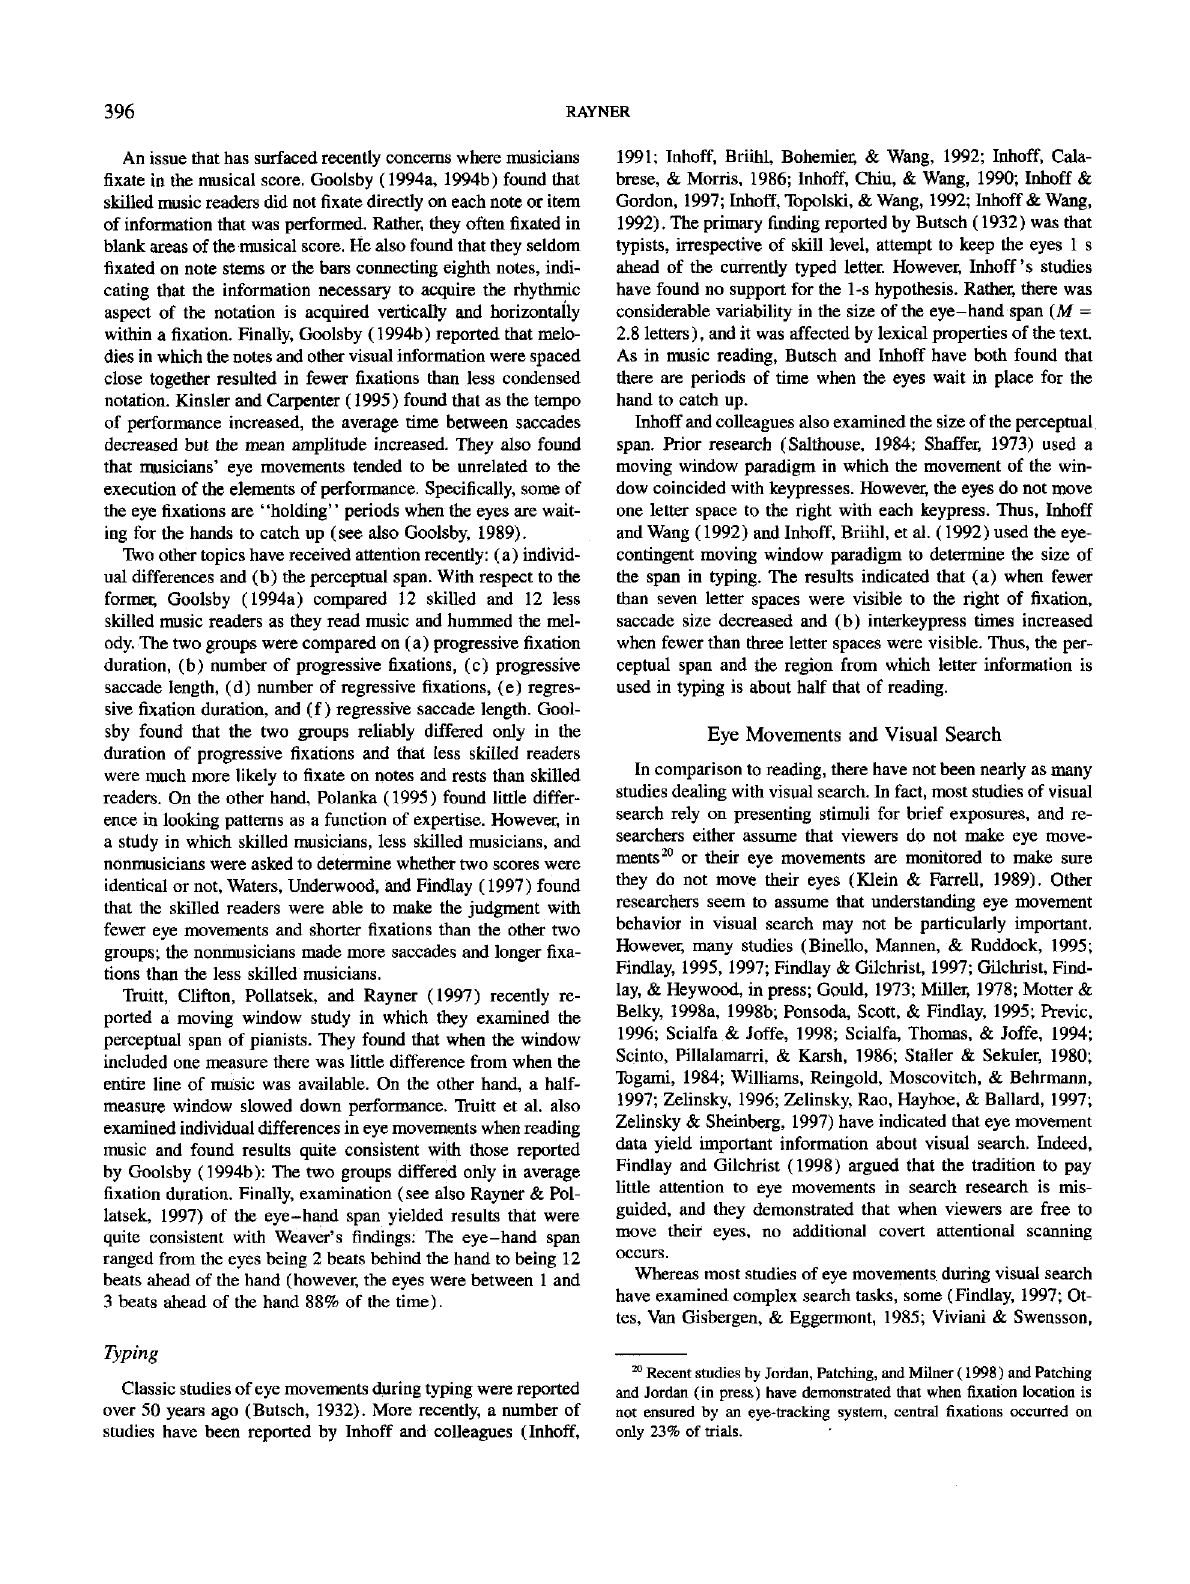 396
RAYNER
An issue that has surfaced recently concerns where musicians
fixate in the musical score. Goolsby (1994a, 1994b) found that
skilled music readers did not fixate directly on each note or item
of information that was performed. Rather, they often fixated in
blank areas of the musical score. He also found that they seldom
fixated on note stems or the bars connecting eighth notes, indi-
cating that the information necessary to acquire the rhythmic
aspect of the notation is acquired vertically and horizontally
within a fixation. Finally, Goolsby (1994b) reported that melo-
dies in which the notes and other visual information were spaced
close together resulted in fewer fixations than less condensed
notation. Kinsler and Carpenter (1995) found that as the tempo
of performance increased, the average time between saccades
decreased but the mean amplitude increased. They also found
that musicians' eye movements tended to be unrelated to the
execution of the elements of performance. Specifically, some of
the eye fixations are ‘‘holding’’ periods when the eyes are wait-
ing for the hands to catch up (see also Goolsby, 1989).
Two other topics have received attention recently: (a) individ-
ual differences and (b) the perceptual span. With respect to the
former, Goolsby (1994a) compared 12 skilled and 12 less
skilled music readers as they read music and hummed the mel-
ody. The two groups were compared on (a) progressive fixation
duration, (b) number of progressive fixations, (c) progressive
saccade length, (d) number of regressive fixations, (e) regres-
sive fixation duration, and (f) regressive saccade length. Gool-
sby found that the two groups reliably differed only in the
duration of progressive fixations and that less skilled readers
were much more likely to fixate on notes and rests than skilled
readers. On the other hand, Polanka (1995) found little differ-
ence in looking patterns as a function of expertise. However, in
a study in which skilled musicians, less skilled musicians, and
nonmusicians were asked to determine whether two scores were
identical or not, Waters, Underwood, and Findlay (1997) found
that the skilled readers were able to make the judgment with
fewer eye movements and shorter fixations than the other two
groups; the nonmusicians made more saccades and longer fixa-
tions than the less skilled musicians.
Truitt, Clifton, Pollatsek, and Rayner (1997) recently re-
ported a moving window study in which they examined the
perceptual span of pianists. They found that when the window
included one measure there was little difference from when the
entire line of music was available. On the other hand, a half-
measure window slowed down performance. Truitt et al. also
examined individual differences in eye movements when reading
music and found results quite consistent with those reported
by Goolsby (1994b): The two groups differed only in average
fixation duration. Finally, examination (see also Rayner & Pol-
latsek, 1997) of the eye–hand span yielded results that were
quite consistent with Weaver's findings: The eye–hand span
ranged from the eyes being 2 beats behind the hand to being 12
beats ahead of the hand (however, the eyes were between 1 and
3 beats ahead of the hand 88% of the time).
Typing
Classic studies of eye movements during typing were reported
over 50 years ago (Butsch, 1932). More recently, a number of
studies have been reported by Inhoff and colleagues (Inhoff,
1991; Inhoff, Briihl, Bohemier, & Wang, 1992; Inhoff, Cala-
brese, & Morris, 1986; Inhoff, Chiu, & Wang, 1990; Inhoff &
Gordon, 1997; Inhoff, Topolski, & Wang, 1992; Inhoff & Wang,
1992). The primary finding reported by Butsch (1932) was that
typists, irrespective of skill level, attempt to keep the eyes 1 s
ahead of the currently typed letter. However, Inhoff's studies
have found no support for the 1-s hypothesis. Rather, there was
considerable variability in the size of the eye–hand span (M =
2.8 letters), and it was affected by lexical properties of the text.
As in music reading, Butsch and Inhoff have both found that
there are periods of time when the eyes wait in place for the
hand to catch up.
Inhoff and colleagues also examined the size of the perceptual
span. Prior research (Salthouse, 1984; Shaffer, 1973) used a
moving window paradigm in which the movement of the win-
dow coincided with keypresses. However, the eyes do not move
one letter space to the right with each keypress. Thus, Inhoff
and Wang (1992) and Inhoff, Briihl, et al. (1992) used the eye-
contingent moving window paradigm to determine the size of
the span in typing. The results indicated that (a) when fewer
than seven letter spaces were visible to the right of fixation,
saccade size decreased and (b) interkeypress times increased
when fewer than three letter spaces were visible. Thus, the per-
ceptual span and the region from which letter information is
used in typing is about half that of reading.
Eye Movements and Visual Search
In comparison to reading, there have not been nearly as many
studies dealing with visual search. In fact, most studies of visual
search rely on presenting stimuli for brief exposures, and re-
searchers either assume that viewers do not make eye move-
ments²⁰ or their eye movements are monitored to make sure
they do not move their eyes (Klein & Farrell, 1989). Other
researchers seem to assume that understanding eye movement
behavior in visual search may not be particularly important.
However, many studies (Binello, Mannen, & Ruddock, 1995;
Findlay, 1995, 1997; Findlay & Gilchrist, 1997; Gilchrist, Find-
lay, & Heywood, in press; Gould, 1973; Miller, 1978; Motter &
Belky, 1998a, 1998b; Ponsoda, Scott, & Findlay, 1995; Previc,
1996; Scialfa & Joffe, 1998; Scialfa, Thomas, & Joffe, 1994;
Scinto, Pillalamarri, & Karsh, 1986; Staller & Sekuler, 1980;
Togami, 1984; Williams, Reingold, Moscovitch, & Behrmann,
1997; Zelinsky, 1996; Zelinsky, Rao, Hayhoe, & Ballard, 1997;
Zelinsky & Sheinberg, 1997) have indicated that eye movement
data yield important information about visual search. Indeed,
Findlay and Gilchrist (1998) argued that the tradition to pay
little attention to eye movements in search research is mis-
guided, and they demonstrated that when viewers are free to
move their eyes, no additional covert attentional scanning
occurs.
Whereas most studies of eye movements during visual search
have examined complex search tasks, some (Findlay, 1997; Ot-
tes, Van Gisbergen, & Eggermont, 1985; Viviani & Swensson,
²⁰ Recent studies by Jordan, Patching, and Milner (1998) and Patching
and Jordan (in press) have demonstrated that when fixation location is
not ensured by an eye-tracking system, central fixations occurred on
only 23% of trials.